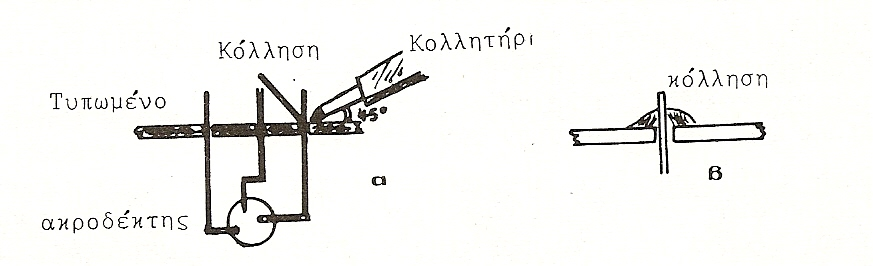 Κόλληση
Κολλητήρι
Τυπωμένο
45°
κόλληση
α
β
ακροδέκτης